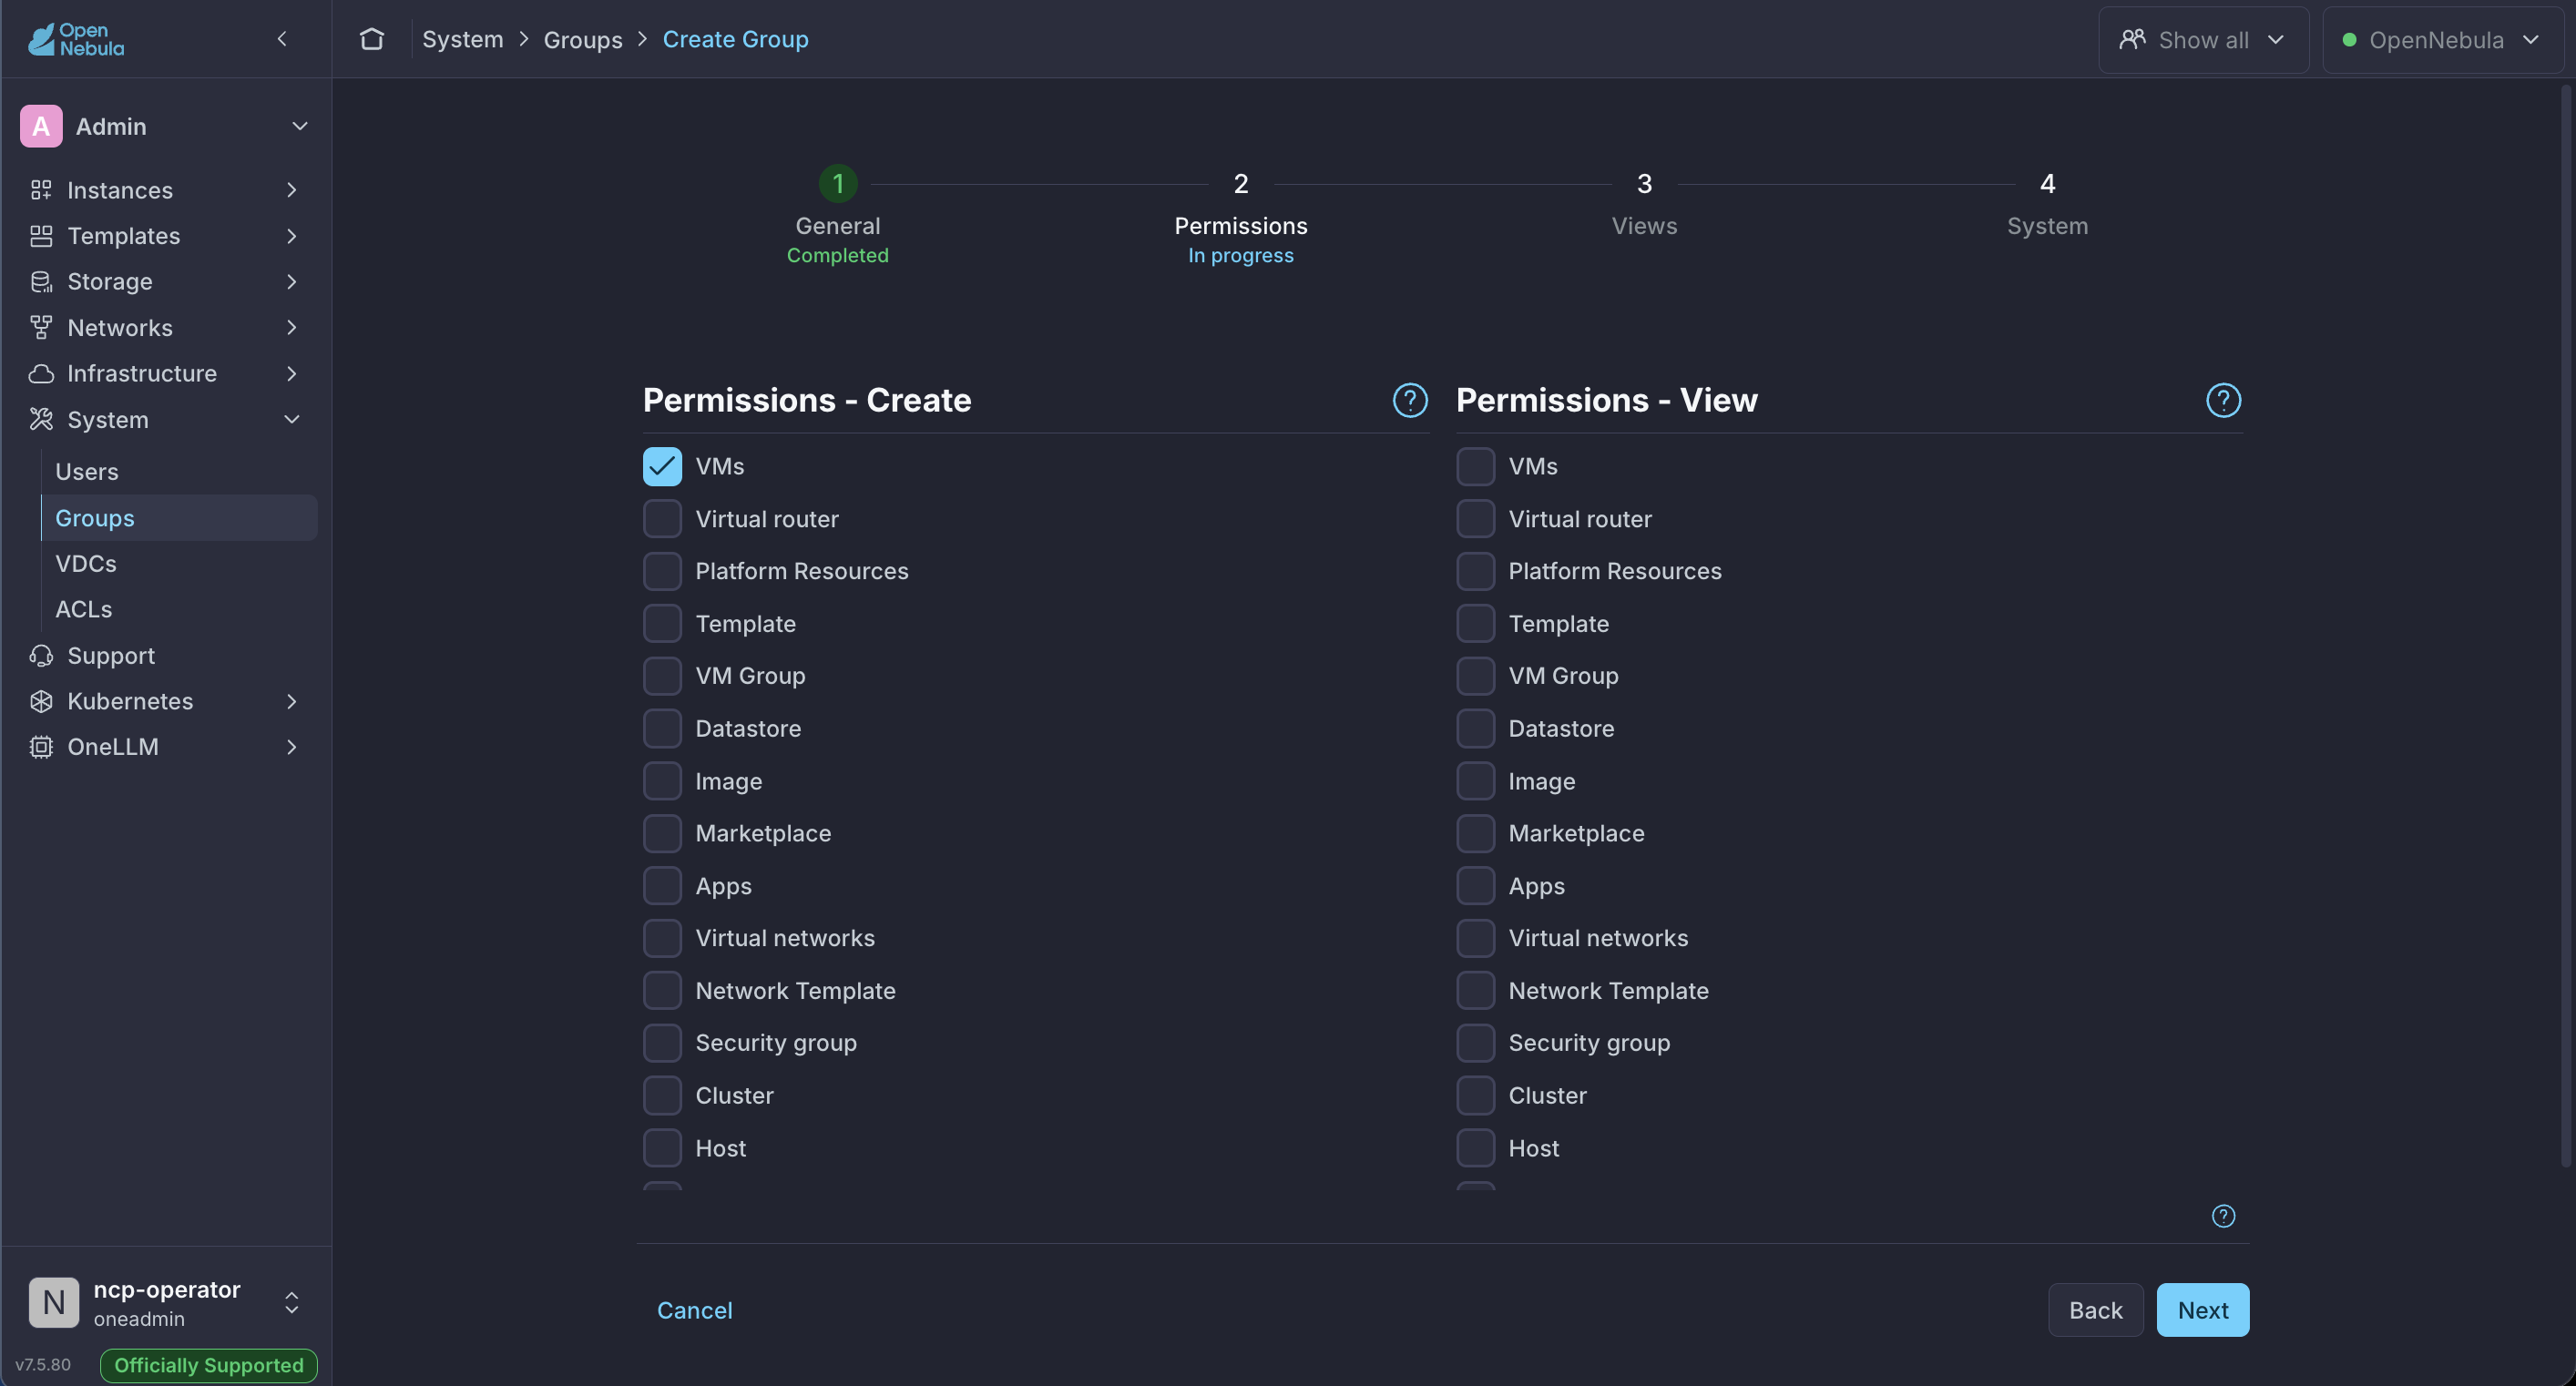 Open
Nebula
System
Groups
Create Group
Show all
OpenNebula
A
Admin
Instances
Templates
Storage
Networks
Infrastructure
System
Users
Groups
VDCs
ACLs
Support
Kubernetes
OneLLM
1
General
Completed
2
Permissions
In progress
3
Views
4
System
Permissions - Create
?
VMs
Virtual router
Platform Resources
Template
VM Group
Datastore
Image
Marketplace
Apps
Virtual networks
Network Template
Security group
Cluster
Host
Permissions - View
?
VMs
Virtual router
Platform Resources
Template
VM Group
Datastore
Image
Marketplace
Apps
Virtual networks
Network Template
Security group
Cluster
Host
?
Cancel
Back
Next
N
ncp-operator
oneadmin
v7.5.80
Officially Supported